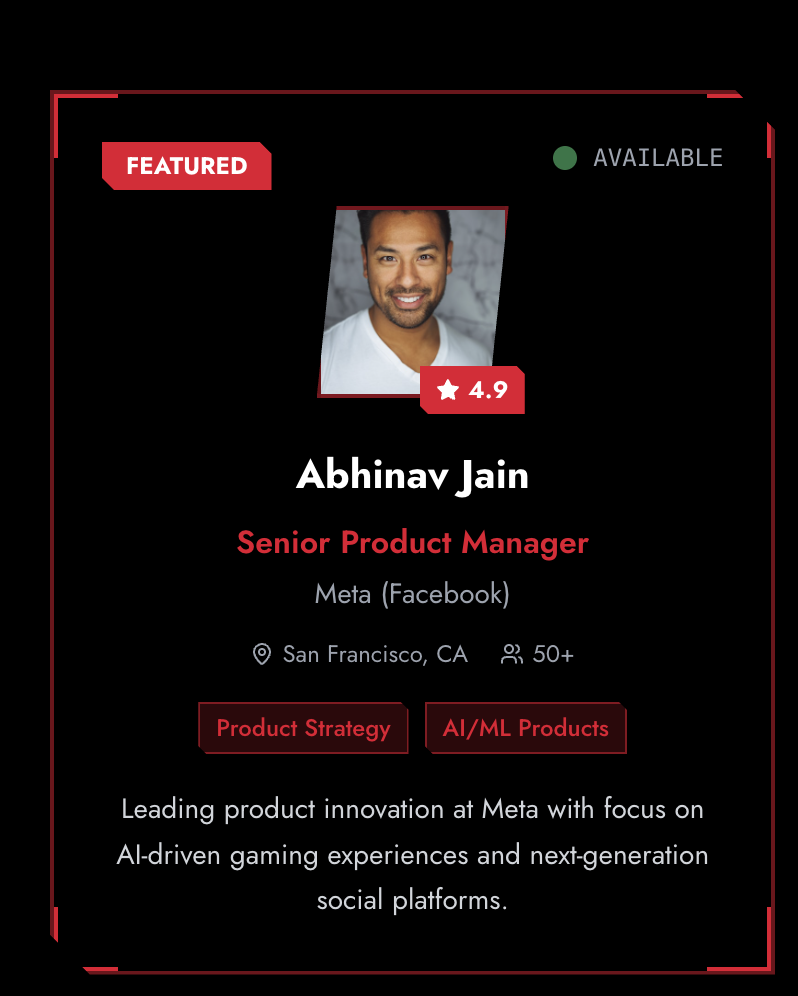 FEATURED
AVAILABLE
4.9
Abhinav Jain
Senior Product Manager
Meta (Facebook)
San Francisco, CA 50+
Product Strategy AI/ML Products
Leading product innovation at Meta with focus on
AI-driven gaming experiences and next-generation
social platforms.